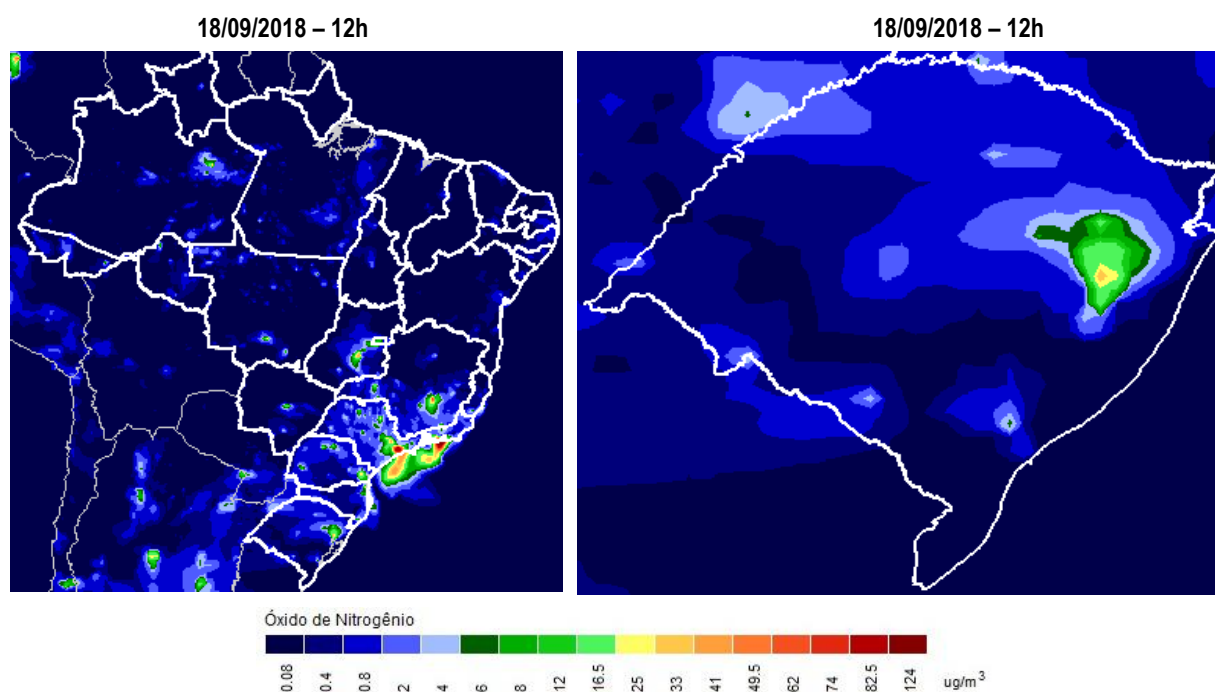 18/09/2018 – 12h
18/09/2018 – 12h
Óxido de Nitrogênio
0.08 0.4 0.8 2 4 6 8 12 16.5 25 33 41 49.5 62 74 82.5 124 ug/m³